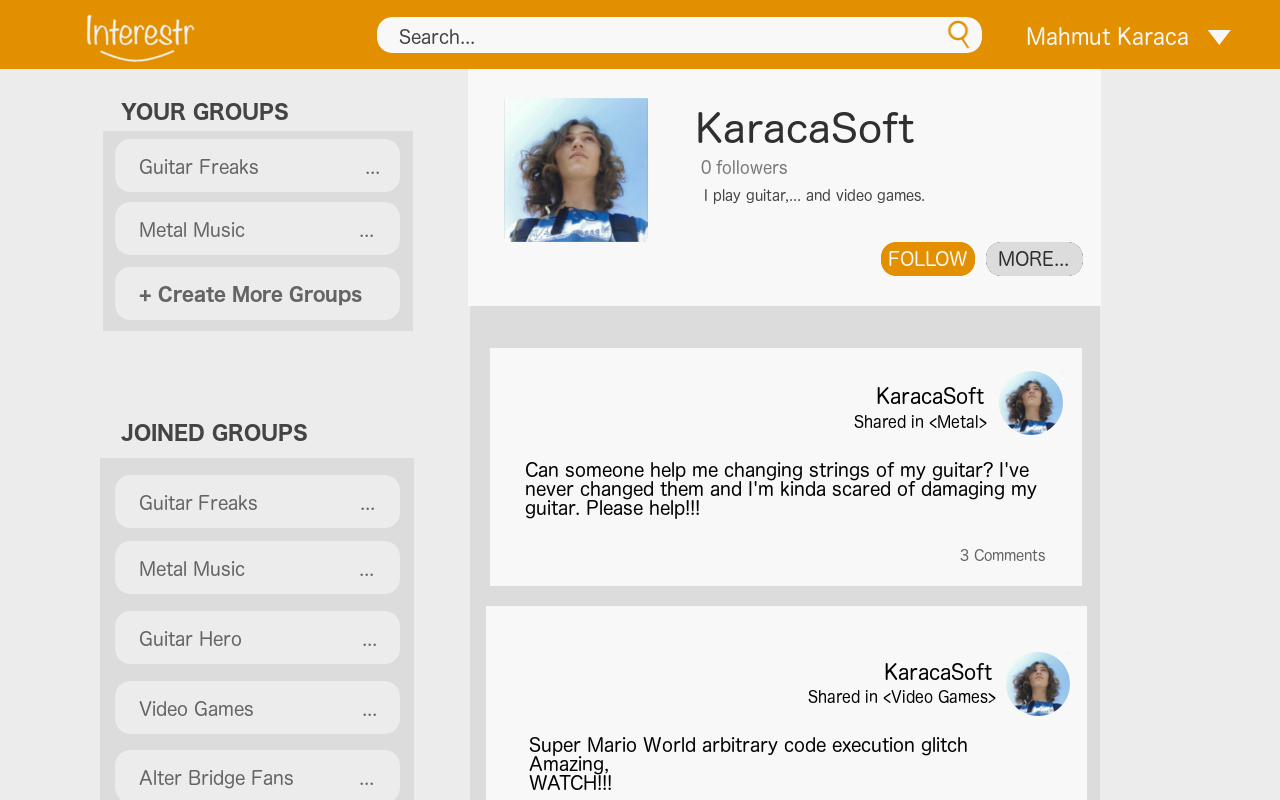 Interestr
Search...
Mahmut Karaca
YOUR GROUPS
Guitar Freaks ...
Metal Music ...
+ Create More Groups
JOINED GROUPS
Guitar Freaks ...
Metal Music ...
Guitar Hero ...
Video Games ...
Alter Bridge Fans ...
KaracaSoft
0 followers
I play guitar,... and video games.
FOLLOW MORE...
KaracaSoft
Shared in <Metal>
Can someone help me changing strings of my guitar? I've
never changed them and I'm kinda scared of damaging my
guitar. Please help!!!
3 Comments
KaracaSoft
Shared in <Video Games>
Super Mario World arbitrary code execution glitch
Amazing,
WATCH!!!